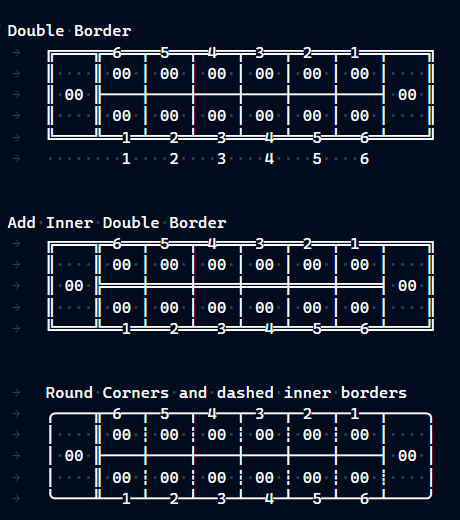 Double Border
→ ╔════╦═6══╤═5══╤═4══╤═3══╤═2══╤═1══╤════╗
→ ║    ║ 00 │ 00 │ 00 │ 00 │ 00 │ 00 │    ║
→ ║ 00 ╟────┼────┼────┼────┼────┼────┤ 00 ║
→ ║    ║ 00 │ 00 │ 00 │ 00 │ 00 │ 00 │    ║
→ ╚════╩══1═╧══2═╧══3═╧══4═╧══5═╧══6═╧════╝
→         1    2    3    4    5    6
Add Inner Double Border
→ ╔════╦═6══╤═5══╤═4══╤═3══╤═2══╤═1══╤════╗
→ ║    ║ 00 │ 00 │ 00 │ 00 │ 00 │ 00 │    ║
→ ║ 00 ╠════╪════╪════╪════╪════╪════╡ 00 ║
→ ║    ║ 00 │ 00 │ 00 │ 00 │ 00 │ 00 │    ║
→ ╚════╩══1═╧══2═╧══3═╧══4═╧══5═╧══6═╧════╝
→ Round Corners and dashed inner borders
→ ╭────╥─6──┬─5──┬─4──┬─3──┬─2──┬─1──┬────╮
→ │    ║ 00 ┊ 00 ┊ 00 ┊ 00 ┊ 00 ┊ 00 │    │
→ │ 00 ╟────┼────┼────┼────┼────┼────┤ 00 │
→ │    ║ 00 ┊ 00 ┊ 00 ┊ 00 ┊ 00 ┊ 00 ┊    │
→ ╰────╨──1─┴──2─┴──3─┴──4─┴──5─┴──6─┴────╯